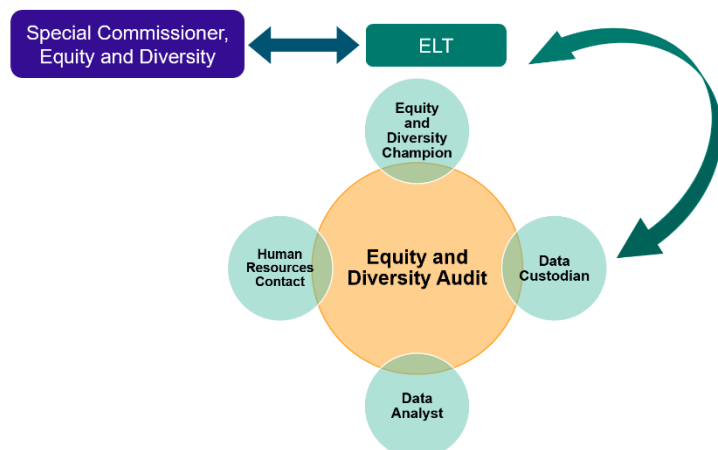 Special Commissioner,
Equity and Diversity
ELT
Equity
and
Diversity
Champion
Human
Resources
Contact
Equity and
Diversity Audit
Data
Custodian
Data
Analyst